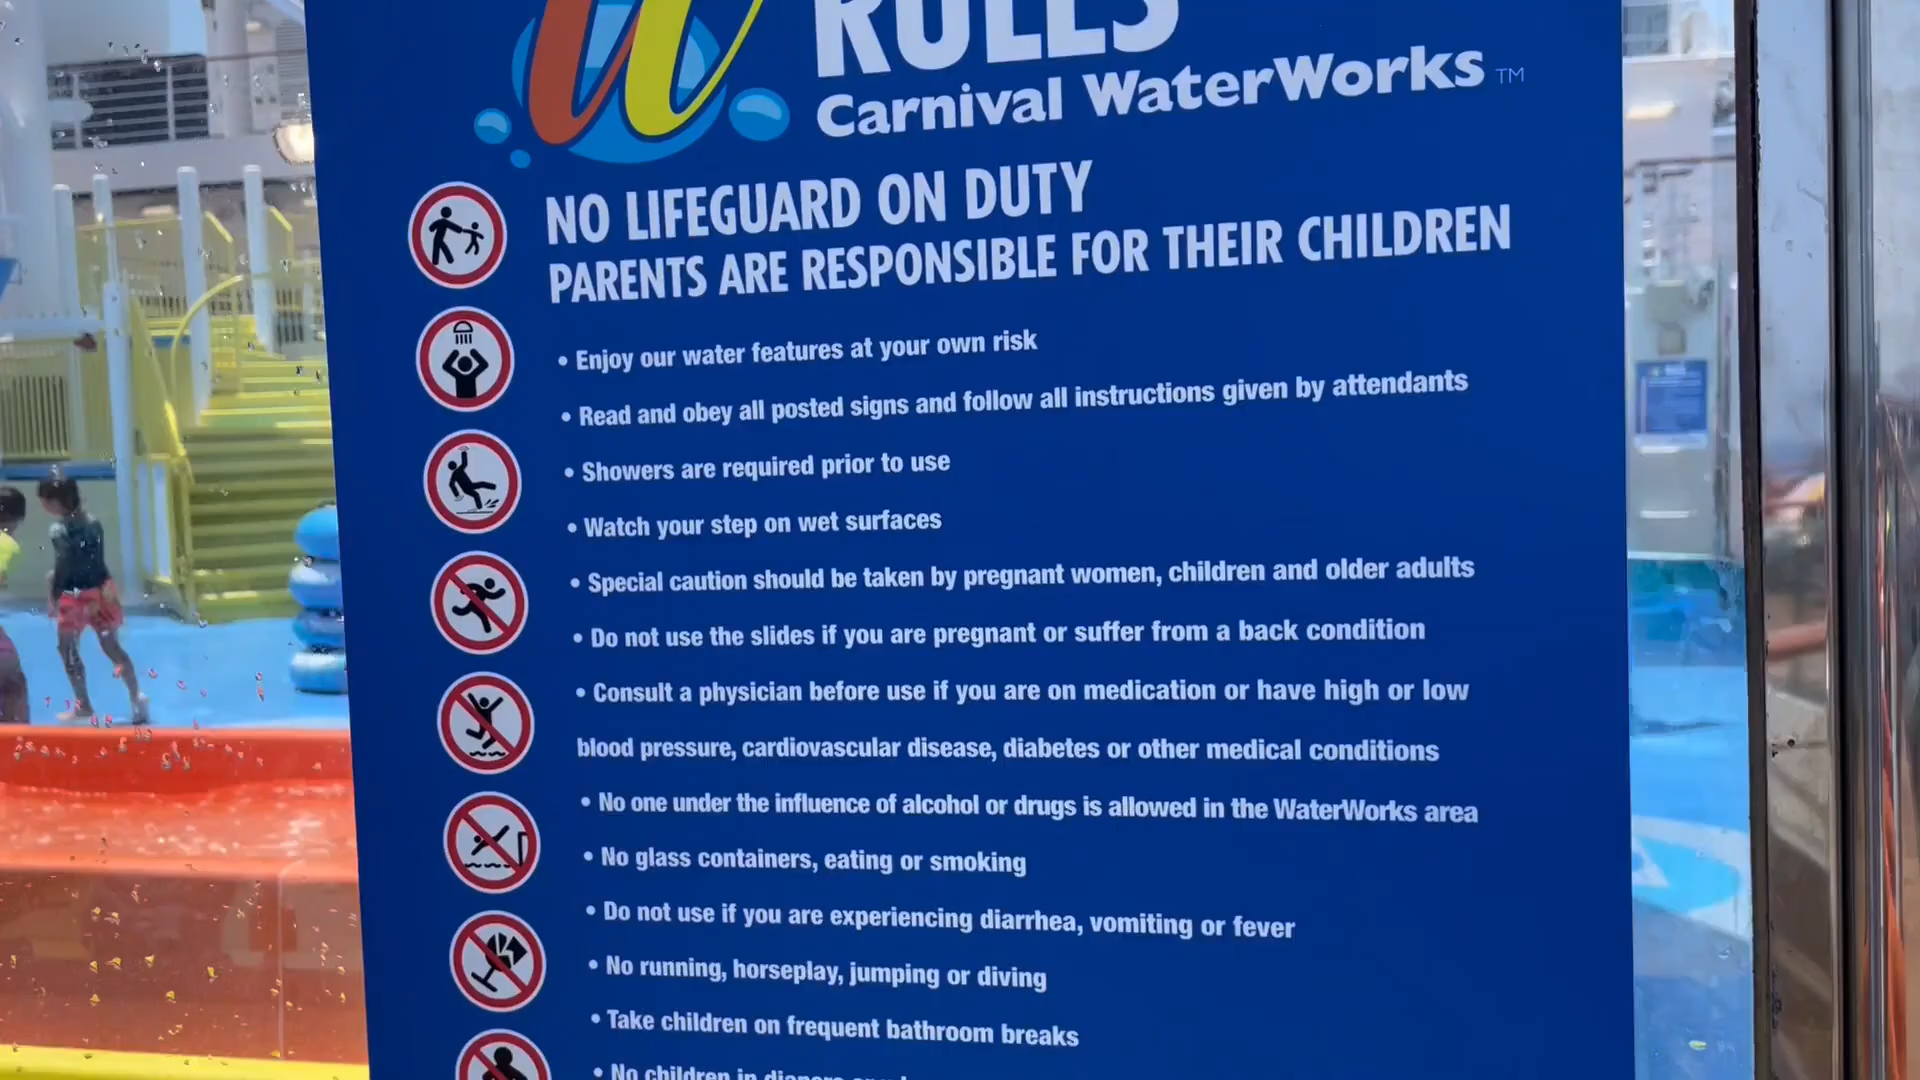 RULES
Carnival WaterWorks™
NO LIFEGUARD ON DUTY
PARENTS ARE RESPONSIBLE FOR THEIR CHILDREN
• Enjoy our water features at your own risk
• Read and obey all posted signs and follow all instructions given by attendants
• Showers are required prior to use
• Watch your step on wet surfaces
• Special caution should be taken by pregnant women, children and older adults
• Do not use the slides if you are pregnant or suffer from a back condition
• Consult a physician before use if you are on medication or have high or low
blood pressure, cardiovascular disease, diabetes or other medical conditions
• No one under the influence of alcohol or drugs is allowed in the WaterWorks area
• No glass containers, eating or smoking
• Do not use if you are experiencing diarrhea, vomiting or fever
• No running, horseplay, jumping or diving
• Take children on frequent bathroom breaks
• No children in diapers